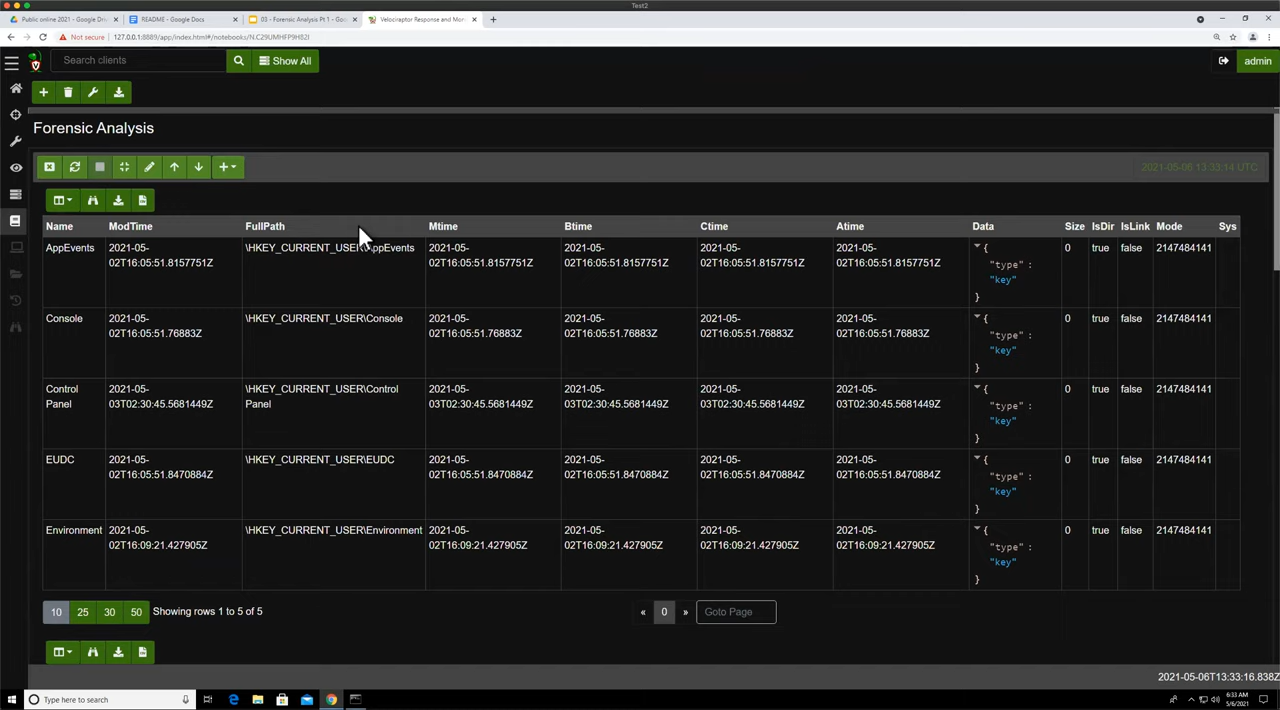 Test2
Public online 2021 - Google Driv
README - Google Docs
03 - Forensic Analysis Pt 1 - Goo
Velociraptor Response and Mon
Not secure
127.0.0.1:8889/app/index.html#/notebooks/N.C29UMHFP9H82I
Search clients
Show All
admin
Forensic Analysis
2021-05-06 13:33:14 UTC
Name ModTime FullPath Mtime Btime Ctime Atime Data Size IsDir IsLink Mode Sys
AppEvents 2021-05- \HKEY_CURRENT_USER\AppEvents 2021-05- 2021-05- 2021-05- 2021-05- { 0 true false 2147484141
02T16:05:51.8157751Z 02T16:05:51.8157751Z 02T16:05:51.8157751Z 02T16:05:51.8157751Z 02T16:05:51.8157751Z "type" :
"key"
}
Console 2021-05- \HKEY_CURRENT_USER\Console 2021-05- 2021-05- 2021-05- 2021-05- { 0 true false 2147484141
02T16:05:51.76883Z 02T16:05:51.76883Z 02T16:05:51.76883Z 02T16:05:51.76883Z 02T16:05:51.76883Z "type" :
"key"
}
Control 2021-05- \HKEY_CURRENT_USER\Control 2021-05- 2021-05- 2021-05- 2021-05- { 0 true false 2147484141
Panel 03T02:30:45.5681449Z Panel 03T02:30:45.5681449Z 03T02:30:45.5681449Z 03T02:30:45.5681449Z 03T02:30:45.5681449Z "type" :
"key"
}
EUDC 2021-05- \HKEY_CURRENT_USER\EUDC 2021-05- 2021-05- 2021-05- 2021-05- { 0 true false 2147484141
02T16:05:51.8470884Z 02T16:05:51.8470884Z 02T16:05:51.8470884Z 02T16:05:51.8470884Z 02T16:05:51.8470884Z "type" :
"key"
}
Environment 2021-05- \HKEY_CURRENT_USER\Environment 2021-05- 2021-05- 2021-05- 2021-05- { 0 true false 2147484141
02T16:09:21.427905Z 02T16:09:21.427905Z 02T16:09:21.427905Z 02T16:09:21.427905Z 02T16:09:21.427905Z "type" :
"key"
}
10 25 30 50 Showing rows 1 to 5 of 5 « 0 » Goto Page
2021-05-06T13:33:16.838Z
Type here to search
6:33 AM
5/6/2021